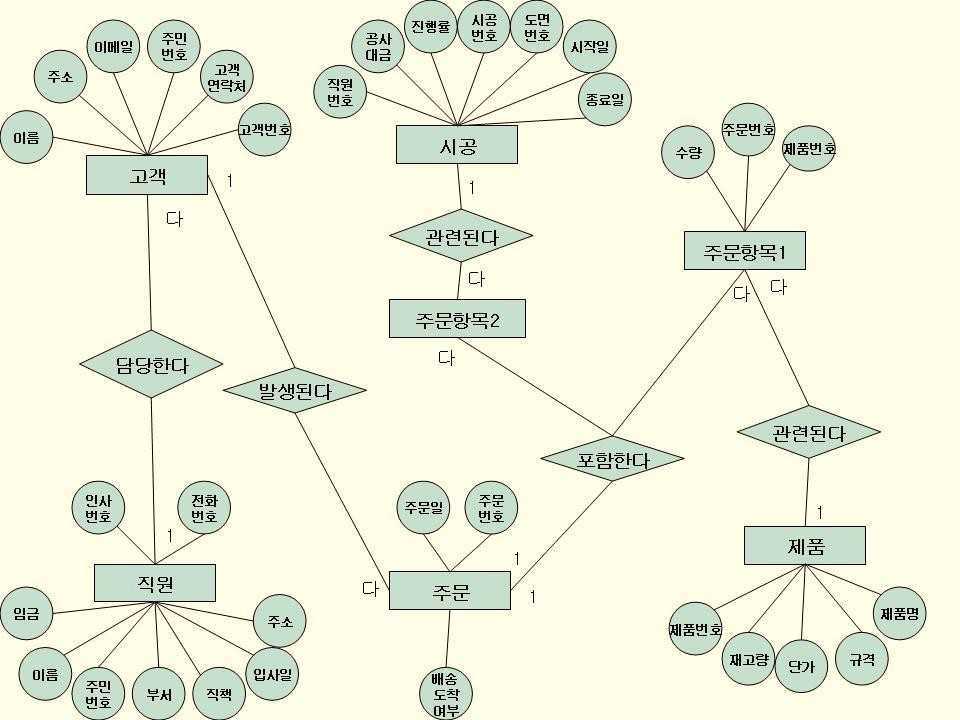 이름
주소
이메일
주민
번호
고객
연락처
고객번호
고객
1
다
직원
번호
공사
대금
진행률
시공
번호
도면
번호
시작일
종료일
시공
1
관련된다
다
주문항목2
다
수량
주문번호
제품번호
주문항목1
다
다
담당한다
발생된다
포함한다
관련된다
인사
번호
전화
번호
1
직원
임금
이름
주민
번호
부서
직책
입사일
주소
주문일
주문
번호
다
주문
1
1
배송
도착
여부
1
제품
제품번호
재고량
단가
규격
제품명